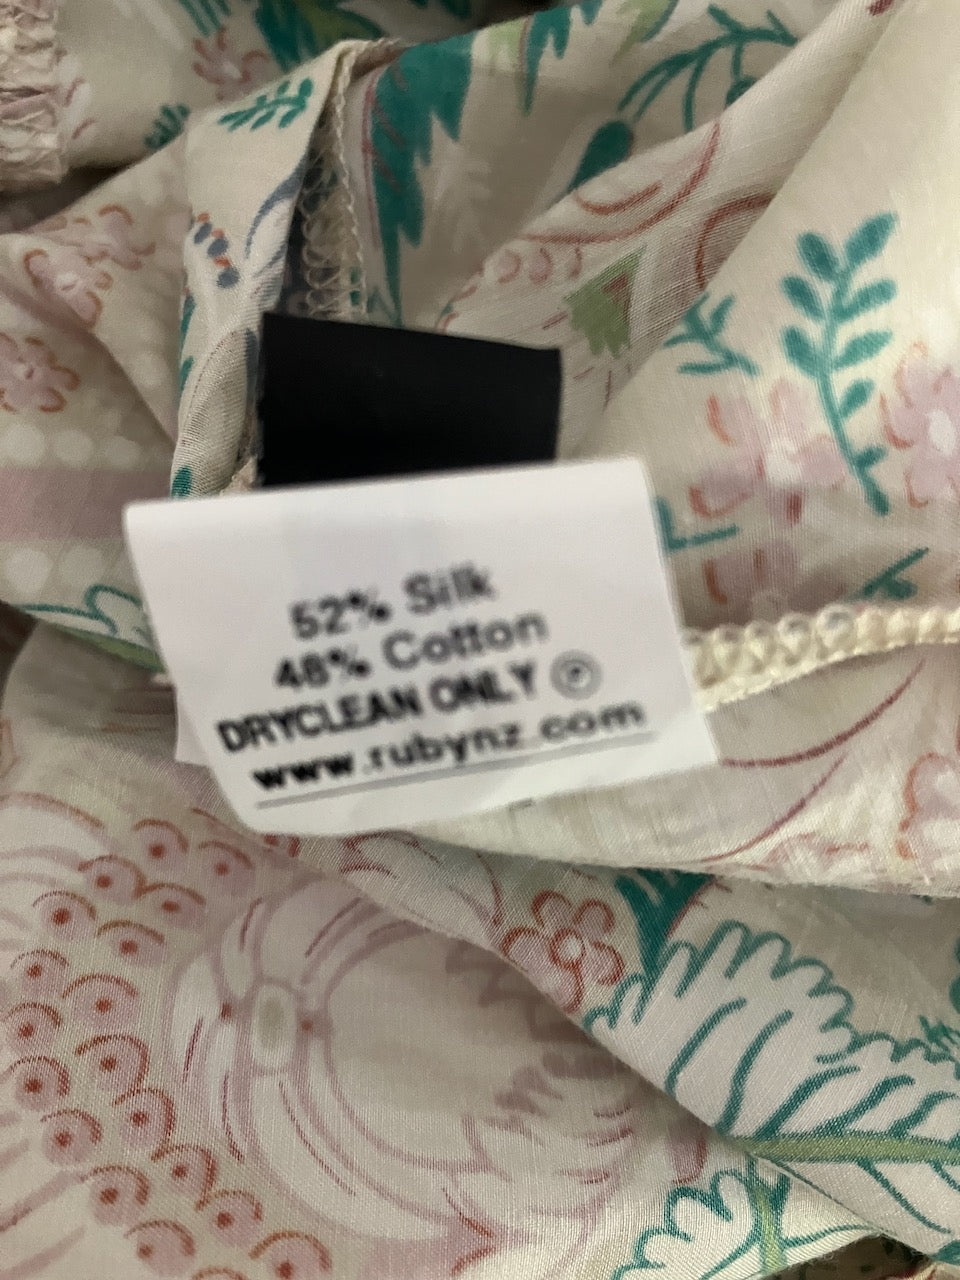 52% Silk
48% Cotton
DRYCLEAN ONLY Ⓟ
www.rubynz.com